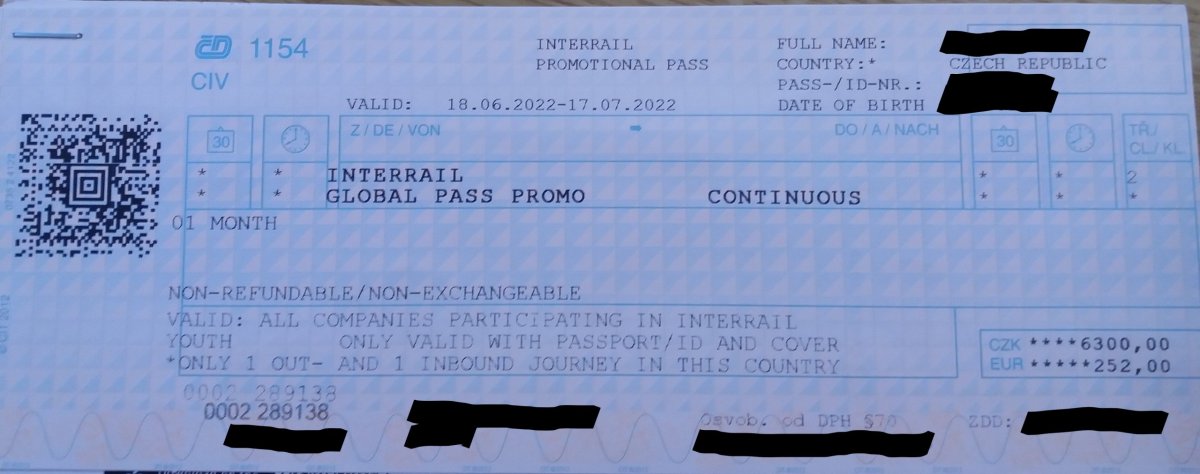 ČD 1154 INTERRAIL FULL NAME:
CIV PROMOTIONAL PASS COUNTRY:* CZECH REPUBLIC
PASS-/ID-NR.:
VALID: 18.06.2022-17.07.2022 DATE OF BIRTH
30 Z / DE / VON ➡ DO / A / NACH 30 TŘ./
CL./ KL.
* * INTERRAIL * * 2
* * GLOBAL PASS PROMO CONTINUOUS * * *
01 MONTH
NON-REFUNDABLE/NON-EXCHANGEABLE
VALID: ALL COMPANIES PARTICIPATING IN INTERRAIL
YOUTH ONLY VALID WITH PASSPORT/ID AND COVER
*ONLY 1 OUT- AND 1 INBOUND JOURNEY IN THIS COUNTRY
CZK ****6300,00
EUR *****252,00
0002 289138
0002 289138
Osvob. od DPH §70 ZDD: